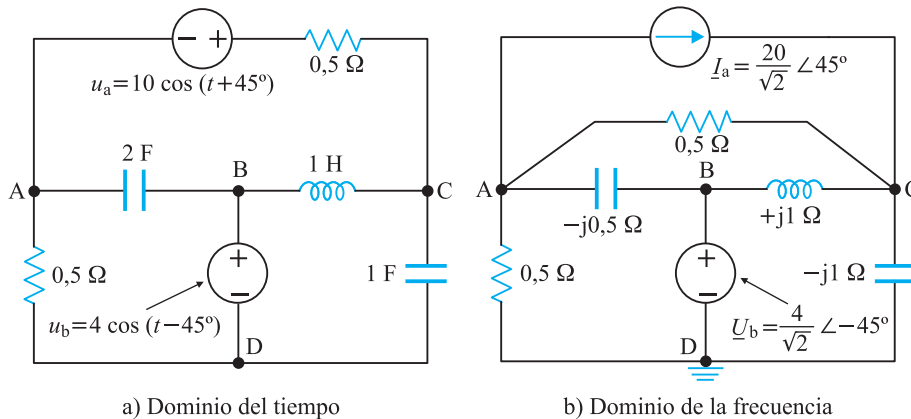 − +
0,5 Ω
u_a = 10 cos (t+45º)
2 F
B
1 H
A
C
0,5 Ω
+
−
1 F
u_b = 4 cos (t−45º)
D
a) Dominio del tiempo
I_a = 20/√2 ∠45º
0,5 Ω
B
A
C
−j0,5 Ω
+j1 Ω
0,5 Ω
+
−
−j1 Ω
U_b = 4/√2 ∠−45º
D
b) Dominio de la frecuencia